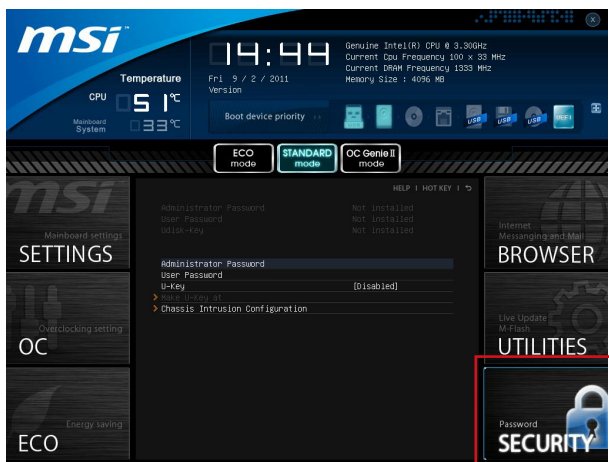 msi
14:44
Genuine Intel(R) CPU @ 3.30GHz
Current Cpu Frequency 100 x 33 MHz
Current DRAM Frequency 1333 MHz
Memory Size : 4096 MB
Temperature
Fri 9 / 2 / 2011
Version
CPU 51°C
Mainboard
System 33°C
Boot device priority
USB USB USB UEFI
ECO
mode
STANDARD
mode
OC Genie II
mode
HELP | HOT KEY |
msi
Mainboard settings
SETTINGS
Overclocking setting
OC
Energy saving
ECO
Administrator Password Not installed
User Password Not installed
Udisk-Key Not installed
Administrator Password
User Password
U-Key [Disabled]
Make U-Key at
Chassis Intrusion Configuration
Internet
Messanging and Mail
BROWSER
Live Update
M-Flash
UTILITIES
Password
SECURITY